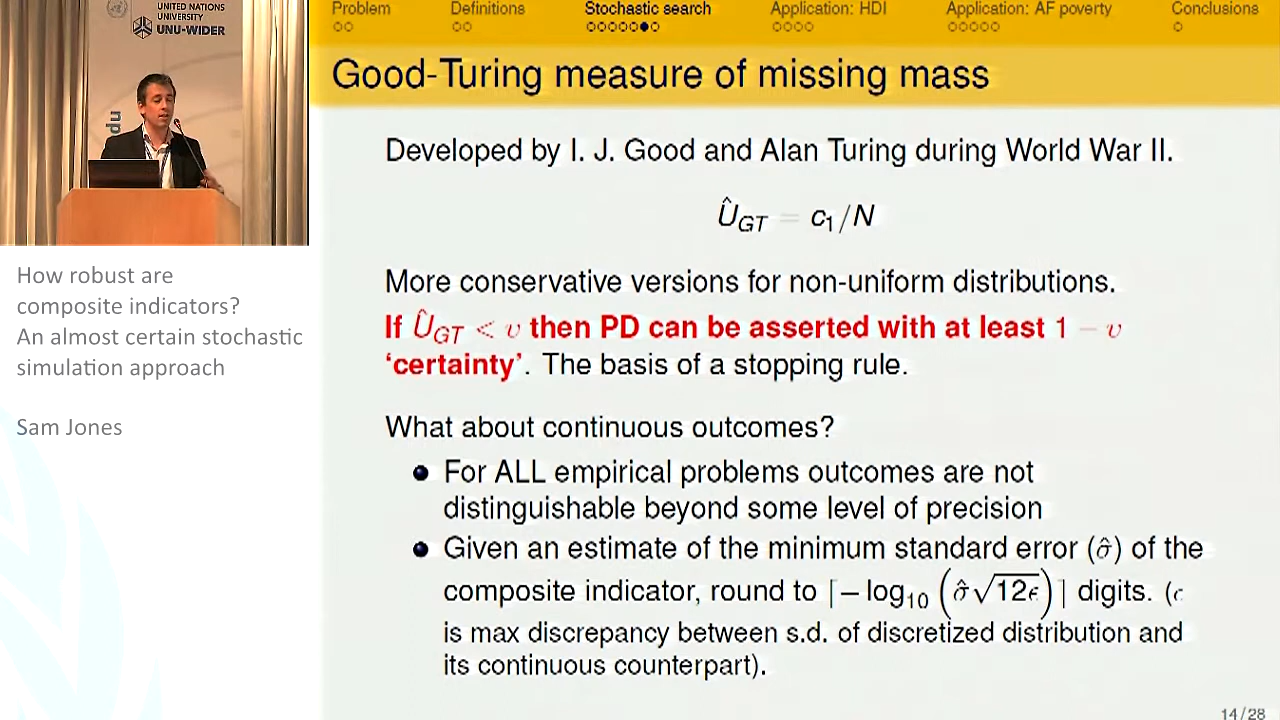 UNITED NATIONS
UNIVERSITY
UNU-WIDER
du
How robust are
composite indicators?
An almost certain stochastic
simulation approach
Sam Jones
Problem Definitions Stochastic search Application: HDI Application: AF poverty Conclusions
Good-Turing measure of missing mass
Developed by I. J. Good and Alan Turing during World War II.
Û_GT = c₁/N
More conservative versions for non-uniform distributions.
If Û_GT < υ then PD can be asserted with at least 1 − υ
‘certainty’. The basis of a stopping rule.
What about continuous outcomes?
For ALL empirical problems outcomes are not
distinguishable beyond some level of precision
Given an estimate of the minimum standard error (σ̂) of the
composite indicator, round to ⌈− log₁₀ (σ̂√12ϵ)⌉ digits. (ϵ
is max discrepancy between s.d. of discretized distribution and
its continuous counterpart).
14/28